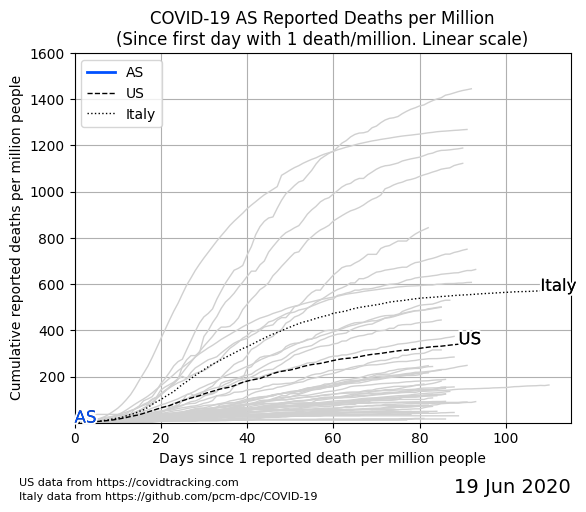 COVID-19 AS Reported Deaths per Million
(Since first day with 1 death/million. Linear scale)
1600
1400
1200
1000
800
600
400
200
Cumulative reported deaths per million people
AS
US
Italy
Italy
US
AS
0
20
40
60
80
100
Days since 1 reported death per million people
US data from https://covidtracking.com
Italy data from https://github.com/pcm-dpc/COVID-19
19 Jun 2020